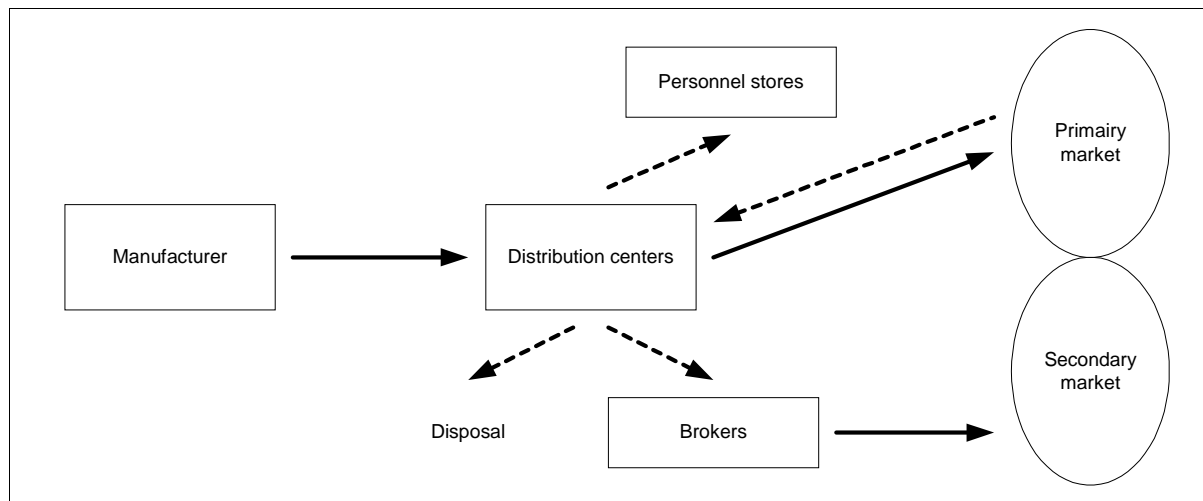 Personnel stores
Primairy
market
Manufacturer
Distribution centers
Secondary
market
Disposal
Brokers